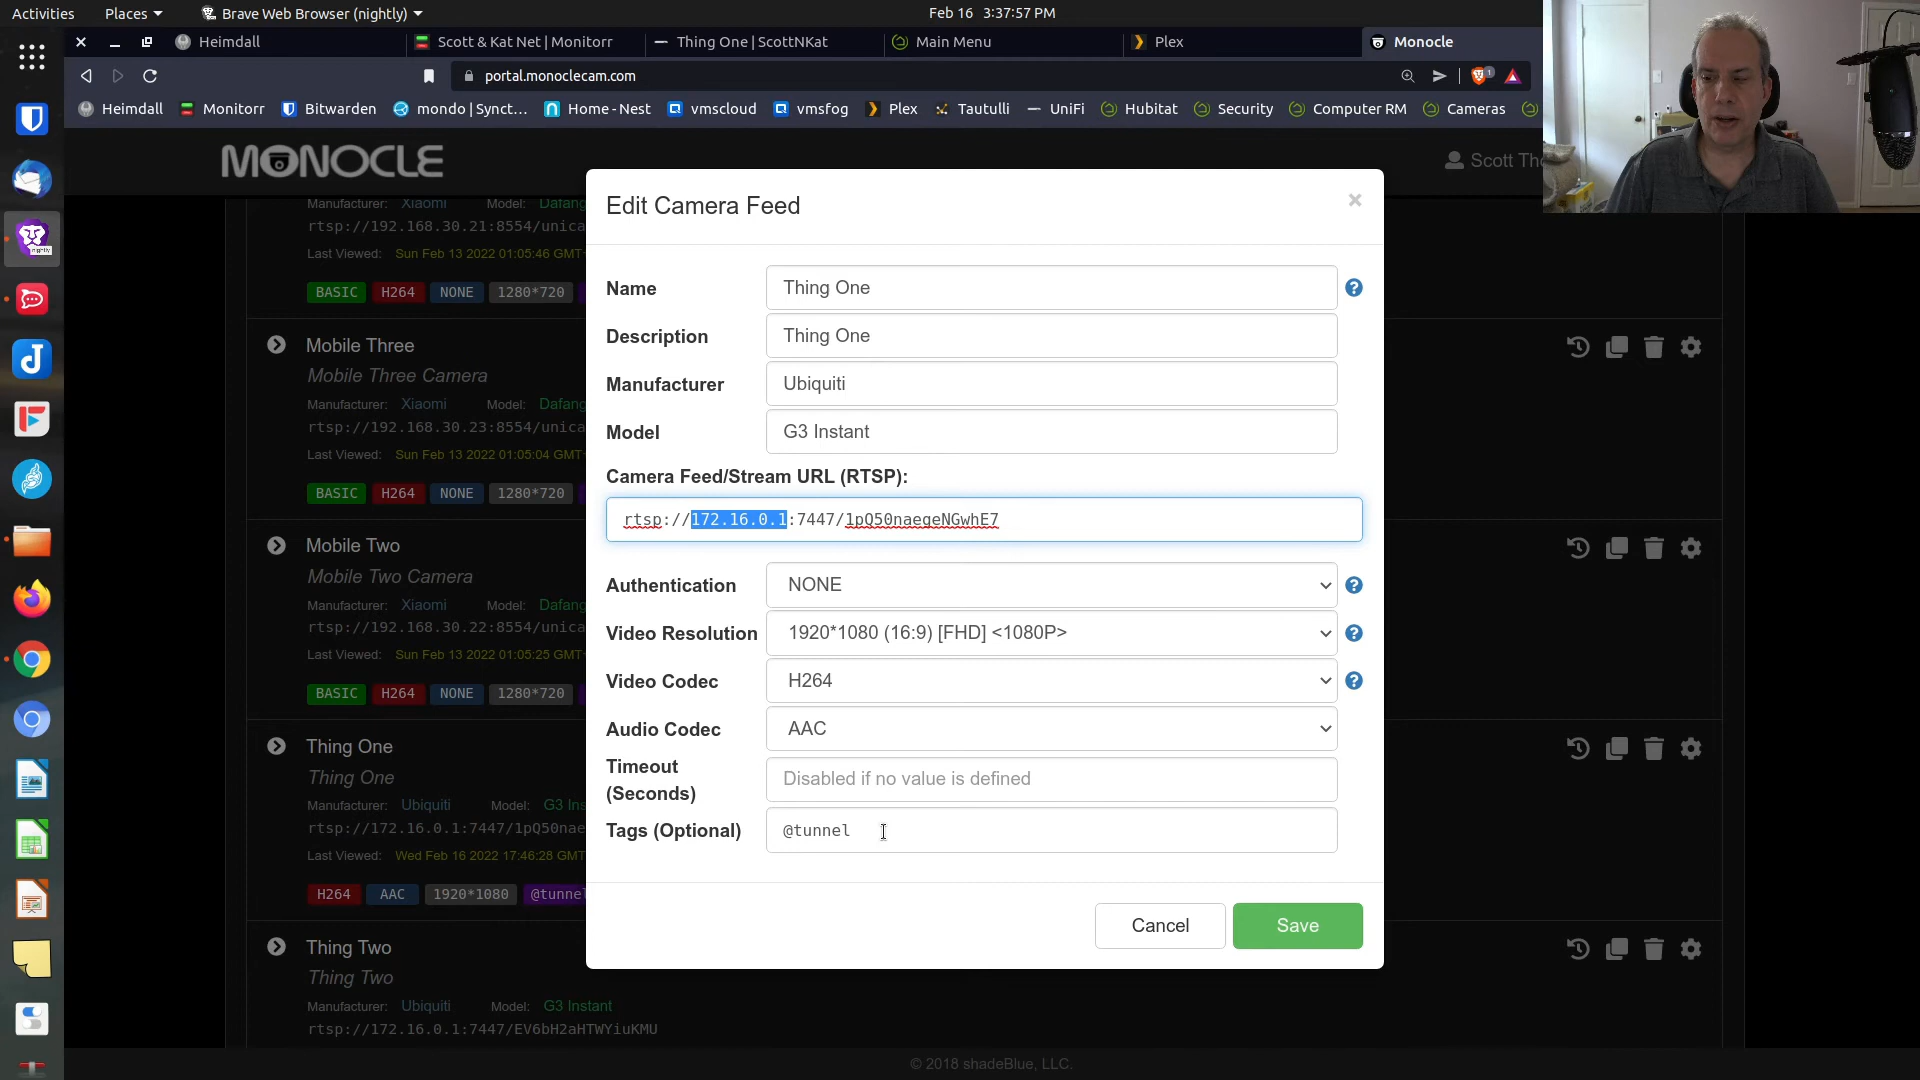 Activities Places Brave Web Browser (nightly) Feb 16 3:37:57 PM
Heimdall Scott & Kat Net | Monitorr Thing One | ScottNKat Main Menu Plex Monocle
portal.monoclecam.com 1
Heimdall Monitorr Bitwarden mondo | Synct... Home - Nest vmscloud vmsfog Plex Tautulli UniFi Hubitat Security Computer RM Cameras
MONOCLE Scott Tho
Edit Camera Feed ×
Manufacturer: Xiaomi Model: Dafang
rtsp://192.168.30.21:8554/unica
Last Viewed: Sun Feb 13 2022 01:05:46 GMT-
BASIC H264 NONE 1280*720
Mobile Three
Mobile Three Camera
Manufacturer: Xiaomi Model: Dafang
rtsp://192.168.30.23:8554/unica
Last Viewed: Sun Feb 13 2022 01:05:04 GMT-
BASIC H264 NONE 1280*720
Mobile Two
Mobile Two Camera
Manufacturer: Xiaomi Model: Dafang
rtsp://192.168.30.22:8554/unica
Last Viewed: Sun Feb 13 2022 01:05:25 GMT-
BASIC H264 NONE 1280*720
Thing One
Thing One
Manufacturer: Ubiquiti Model: G3 Ins
rtsp://172.16.0.1:7447/1pQ50nae
Last Viewed: Wed Feb 16 2022 17:46:28 GMT
H264 AAC 1920*1080 @tunnel
Thing Two
Thing Two
Manufacturer: Ubiquiti Model: G3 Instant
rtsp://172.16.0.1:7447/EV6bH2aHTWYiuKMU
Name Thing One
Description Thing One
Manufacturer Ubiquiti
Model G3 Instant
Camera Feed/Stream URL (RTSP):
rtsp://172.16.0.1:7447/1pQ50naegeNGwhE7
Authentication NONE
Video Resolution 1920*1080 (16:9) [FHD] <1080P>
Video Codec H264
Audio Codec AAC
Timeout
(Seconds) Disabled if no value is defined
Tags (Optional) @tunnel
Cancel Save
© 2018 shadeBlue, LLC.